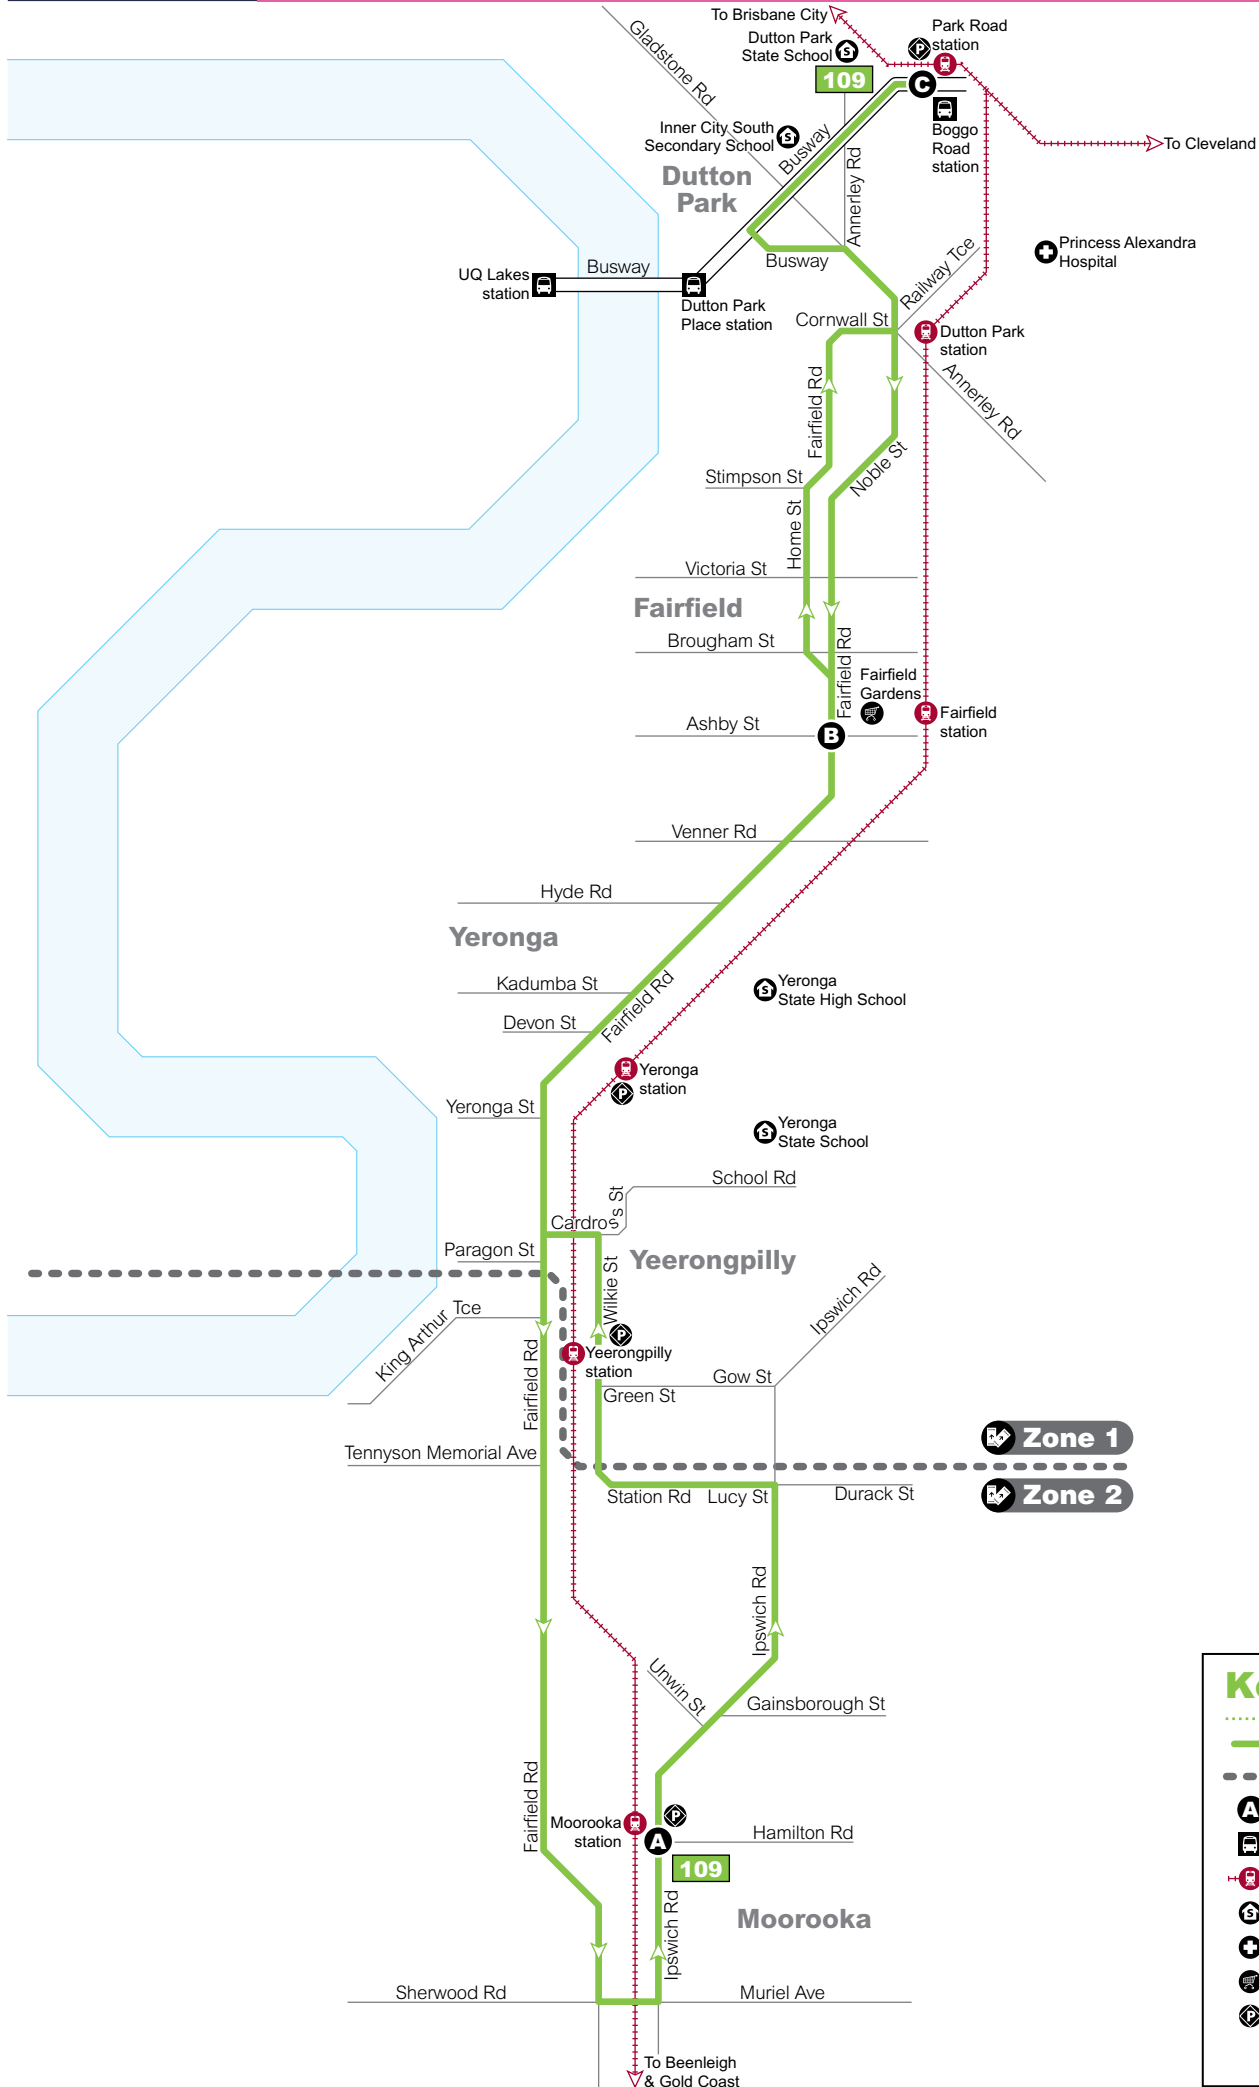 To Brisbane City
Park Road
station
Gladstone Rd
Dutton Park
State School
109
C
Boggo
Road
station
To Cleveland
Inner City South
Secondary School
Busway
Annerley Rd
Dutton
Park
Princess Alexandra
Hospital
Busway
Busway
Railway Tce
UQ Lakes
station
Dutton Park
Place station
Cornwall St
Dutton Park
station
Annerley Rd
Fairfield Rd
Noble St
Stimpson St
Home St
Victoria St
Fairfield
Brougham St
Fairfield Rd
Fairfield
Gardens
Fairfield
station
Ashby St
B
Venner Rd
Hyde Rd
Yeronga
Kadumba St
Fairfield Rd
Yeronga
State High School
Devon St
Yeronga
station
Yeronga St
Yeronga
State School
School Rd
Cardross St
Paragon St
Yeerongpilly
Wilkie St
King Arthur Tce
Ipswich Rd
Fairfield Rd
Yeerongpilly
station
Gow St
Green St
Zone 1
Tennyson Memorial Ave
Zone 2
Station Rd
Lucy St
Durack St
Ipswich Rd
Unwin St
Gainsborough St
Fairfield Rd
Moorooka
station
A
Hamilton Rd
109
Ipswich Rd
Moorooka
Sherwood Rd
Muriel Ave
To Beenleigh
& Gold Coast
A